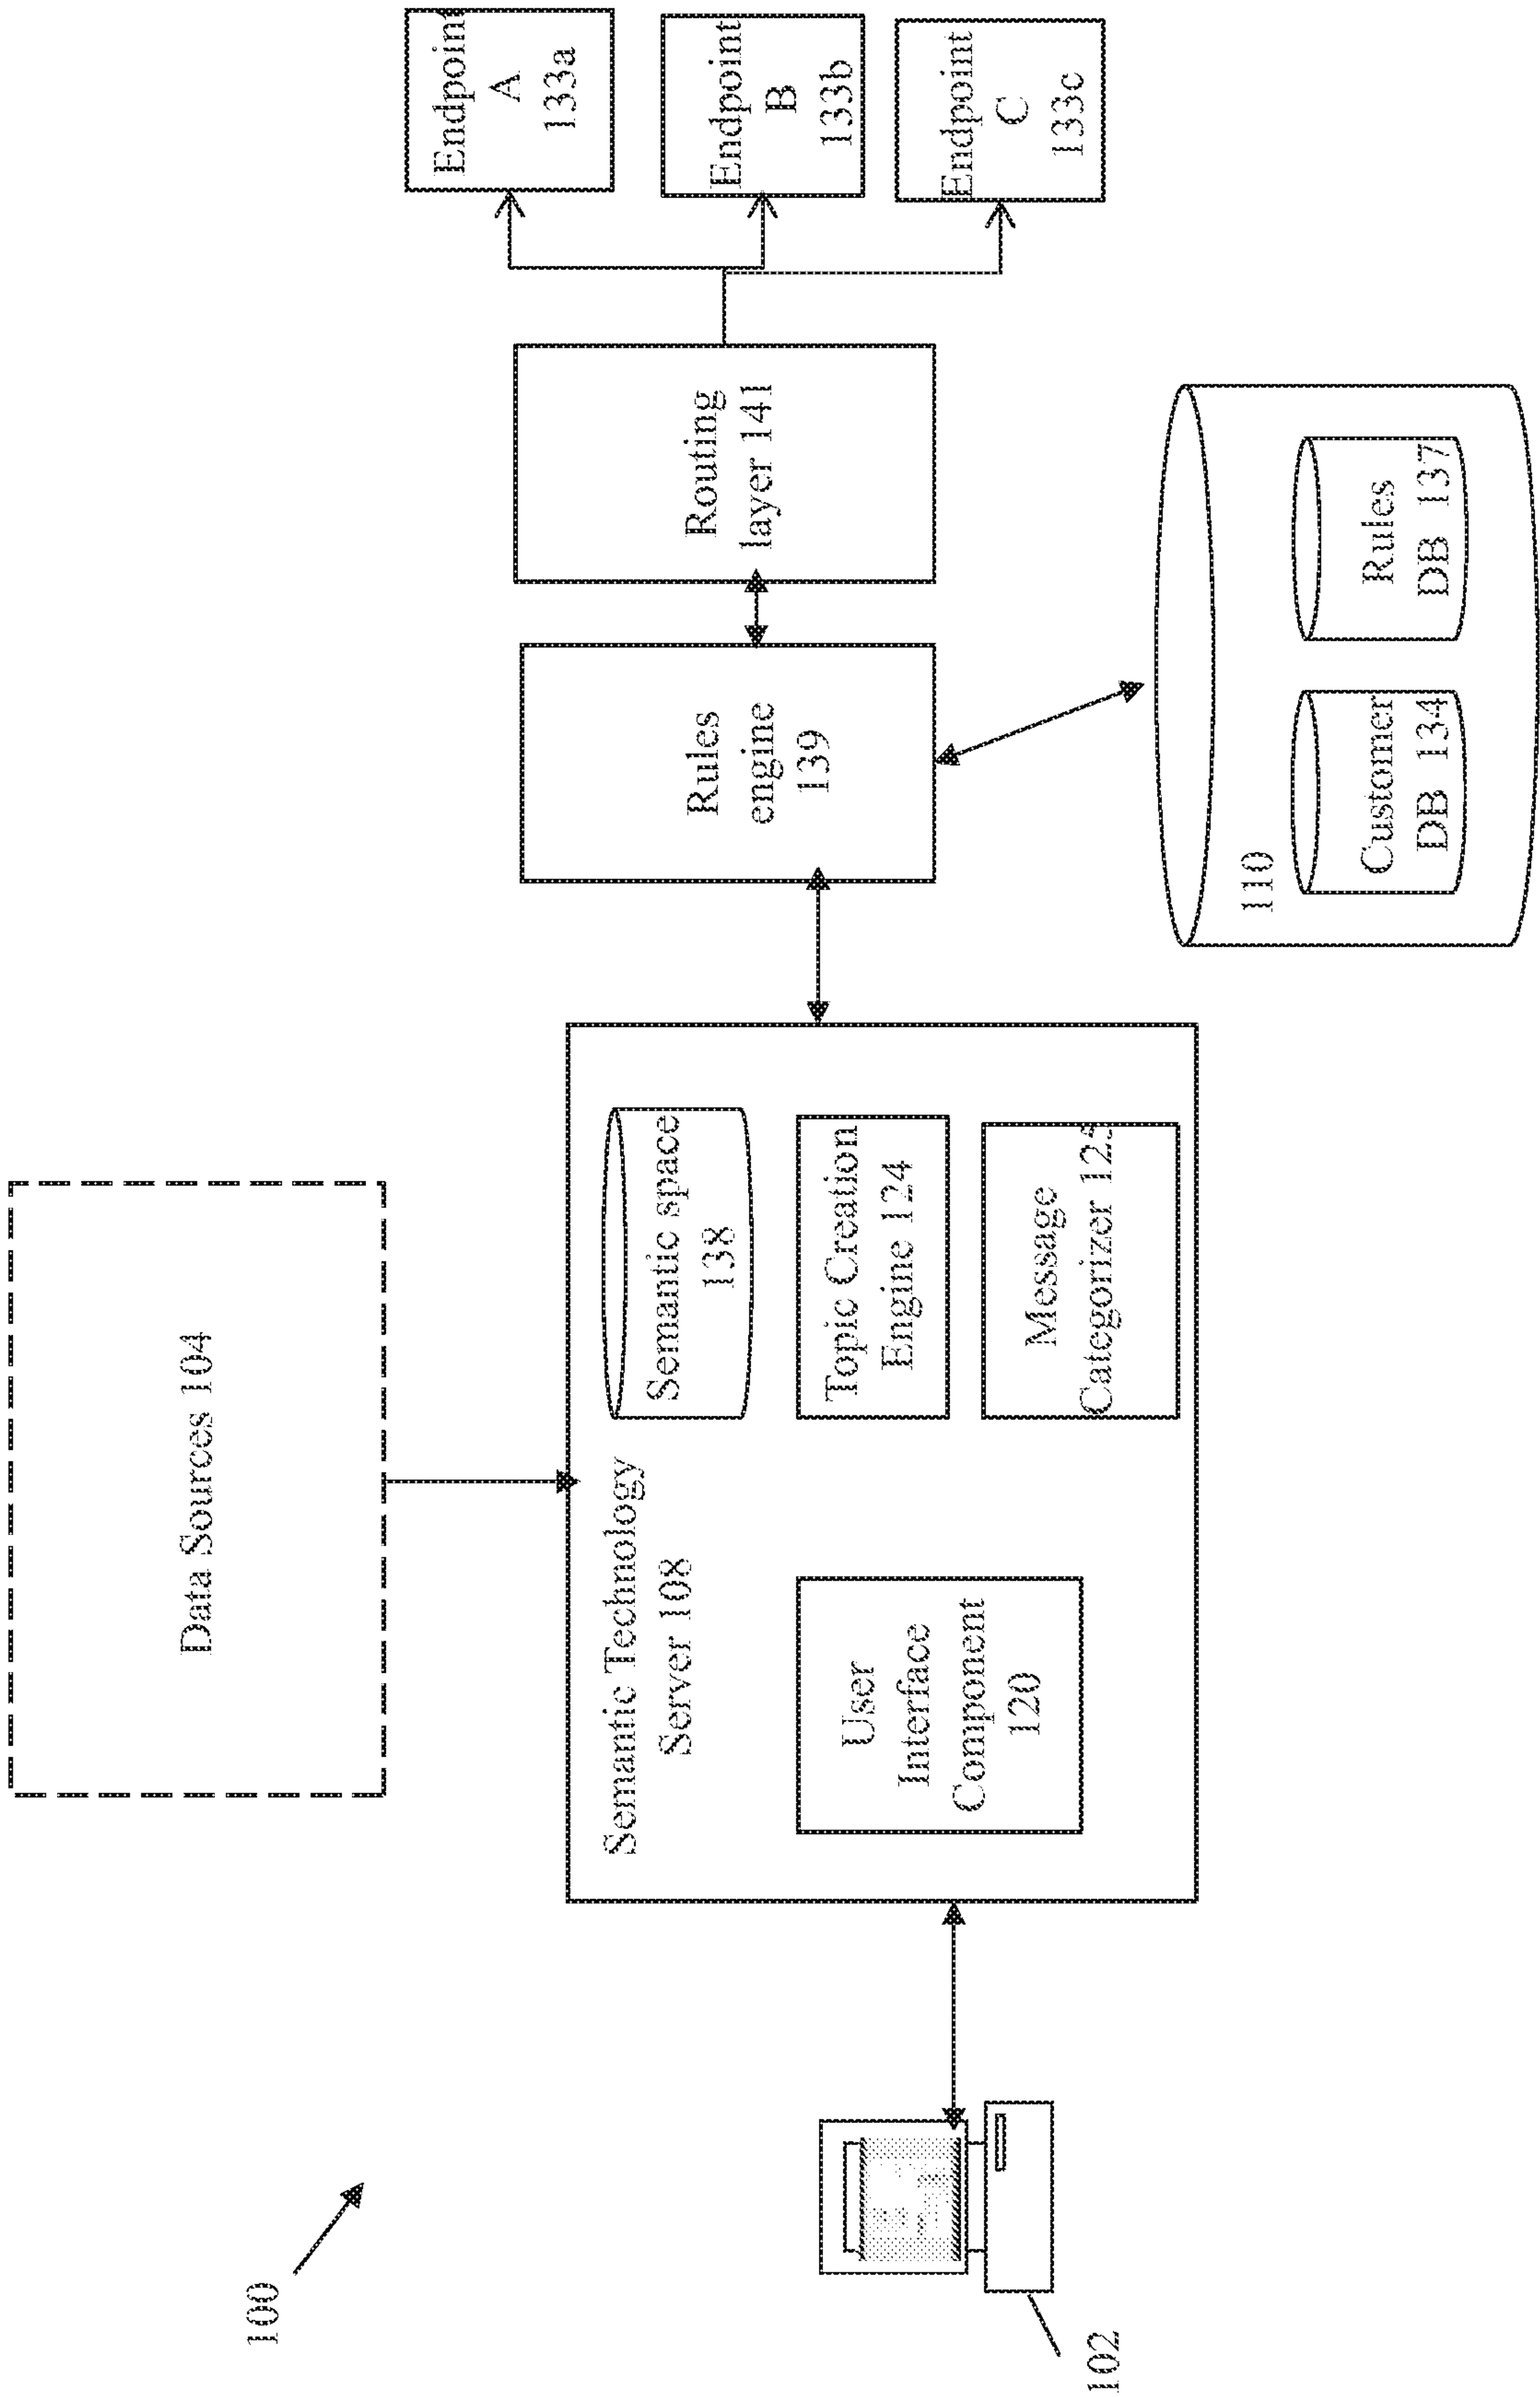 100
Data Sources 104
102
Semantic Technology
Server 108
User
Interface
Component
120
Semantic space
138
Topic Creation
Engine 124
Message
Categorizer 125
Rules
engine
139
Routing
layer 141
110
Customer
DB 134
Rules
DB 137
Endpoint
A
133a
Endpoint
B
133b
Endpoint
C
133c